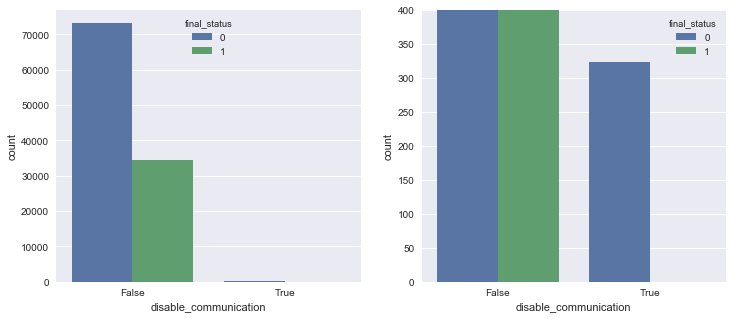 final_status
0
1
70000
60000
50000
40000
30000
20000
10000
0
count
False
True
disable_communication
final_status
0
1
400
350
300
250
200
150
100
50
0
count
False
True
disable_communication